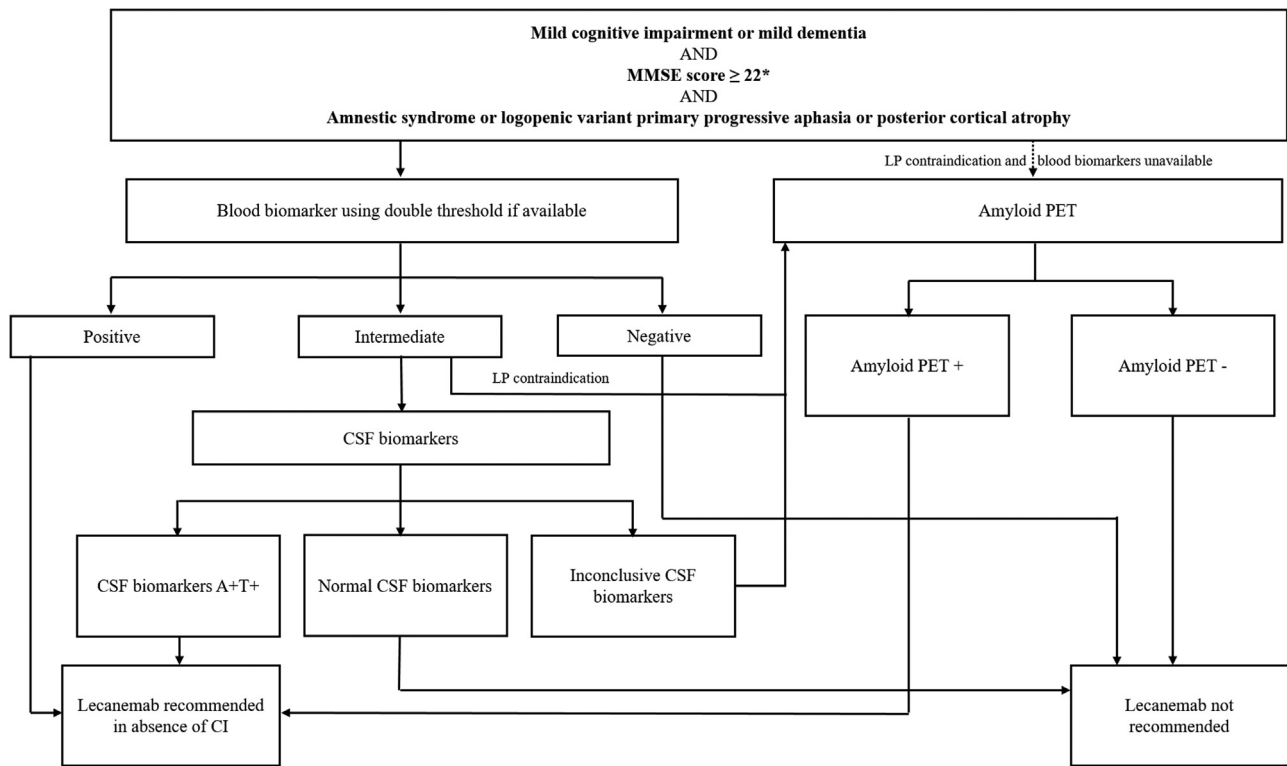 Mild cognitive impairment or mild dementia
AND
MMSE score ≥ 22*
AND
Amnestic syndrome or logopenic variant primary progressive aphasia or posterior cortical atrophy
LP contraindication and blood biomarkers unavailable
Blood biomarker using double threshold if available
Amyloid PET
Positive
Intermediate
Negative
LP contraindication
Amyloid PET +
Amyloid PET -
CSF biomarkers
CSF biomarkers A+T+
Normal CSF biomarkers
Inconclusive CSF
biomarkers
Lecanemab recommended
in absence of CI
Lecanemab not
recommended